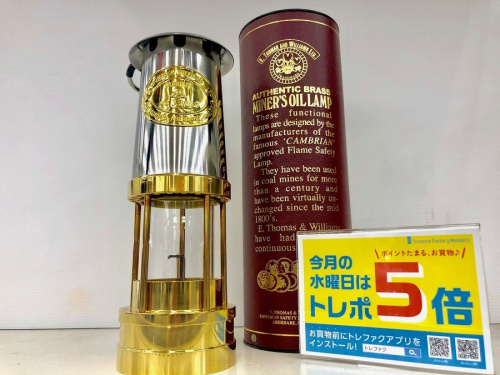 E. THOMAS AND WILLIAMS LTD.
AUTHENTIC BRASS
MINER'S OIL LAMP
These functional
lamps are designed by the
manufacturers of the
famous 'CAMBRIAN'
approved Flame Safety
Lamp.
They have been used
in coal mines for more
than a century and
have been virtually un-
changed since the mid
1800's.
E. Thomas & Williams
have had
continuous
Treasure Factory Members
ポイントたまる、お買物♪
今月の
水曜日は
トレポ5倍
お買物前にトレファクアプリを
インストール!
トレファク